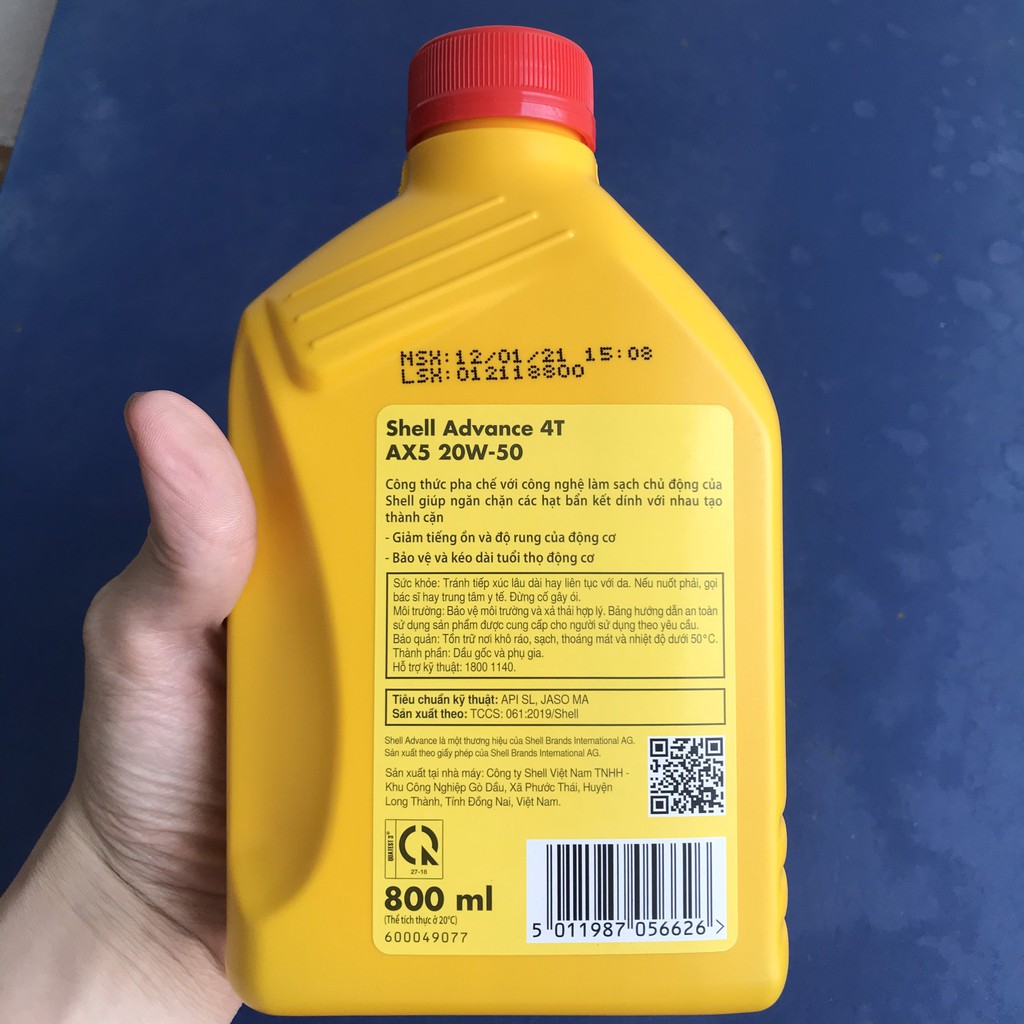 NSX:12/01/21 15:08
LSX:012118800
Shell Advance 4T
AX5 20W-50
Công thức pha chế với công nghệ làm sạch chủ động của
Shell giúp ngăn chặn các hạt bẩn kết dính với nhau tạo
thành cặn
- Giảm tiếng ồn và độ rung của động cơ
- Bảo vệ và kéo dài tuổi thọ động cơ
Sức khỏe: Tránh tiếp xúc lâu dài hay liên tục với da. Nếu nuốt phải, gọi
bác sĩ hay trung tâm y tế. Đừng cố gây ói.
Môi trường: Bảo vệ môi trường và xả thải hợp lý. Bảng hướng dẫn an toàn
sử dụng sản phẩm được cung cấp cho người sử dụng theo yêu cầu.
Bảo quản: Tồn trữ nơi khô ráo, sạch, thoáng mát và nhiệt độ dưới 50°C.
Thành phần: Dầu gốc và phụ gia.
Hỗ trợ kỹ thuật: 1800 1140.
Tiêu chuẩn kỹ thuật: API SL, JASO MA
Sản xuất theo: TCCS: 061:2019/Shell
Shell Advance là một thương hiệu của Shell Brands International AG.
Sản xuất theo giấy phép của Shell Brands International AG.
Sản xuất tại nhà máy: Công ty Shell Việt Nam TNHH -
Khu Công Nghiệp Gò Dầu, Xã Phước Thái, Huyện
Long Thành, Tỉnh Đồng Nai, Việt Nam.
QUATEST 3®
27-18
800 ml
(Thể tích thực ở 20°C)
600049077
5 011987 056626 >